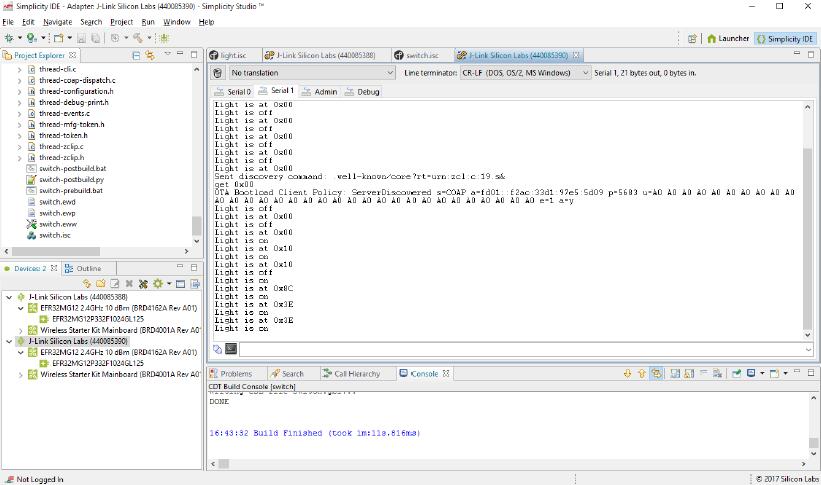 Simplicity IDE - Adapter: J-Link Silicon Labs (440085390) - Simplicity Studio ™
File Edit Navigate Search Project Run Window Help
Launcher Simplicity IDE
Project Explorer
thread-cli.c
thread-coap-dispatch.c
thread-configuration.h
thread-debug-print.h
thread-events.c
thread-mfg-token.h
thread-token.h
thread-zclip.c
thread-zclip.h
switch-postbuild.bat
switch-postbuild.py
switch-prebuild.bat
switch.ewd
switch.ewp
switch.eww
switch.isc
Devices: 2 Outline
J-Link Silicon Labs (440085388)
EFR32MG12 2.4GHz 10 dBm (BRD4162A Rev A01)
EFR32MG12P332F1024GL125
Wireless Starter Kit Mainboard (BRD4001A Rev A0
J-Link Silicon Labs (440085390)
EFR32MG12 2.4GHz 10 dBm (BRD4162A Rev A01)
EFR32MG12P332F1024GL125
Wireless Starter Kit Mainboard (BRD4001A Rev A0
light.isc J-Link Silicon Labs (440085388) switch.isc J-Link Silicon Labs (440085390)
No translation Line terminator: CR-LF (DOS, OS/2, MS Windows) Serial 1, 21 bytes out, 0 bytes in.
Serial 0 Serial 1 Admin Debug
Light is at 0x00
Light is off
Light is at 0x00
Light is off
Light is at 0x00
Light is off
Light is at 0x00
Light is off
Light is at 0x00
Sent discovery command: .well-known/core?rt=urn:zcl:c:19.s&
get 0x00
OTA Bootload Client Policy: ServerDiscovered s=COAP a=fd01::f2ac:33d1:97e5:5d09 p=5683 u=A0 A0 A0 A0 A0 A0 A0 A0
A0 A0 A0 A0 A0 A0 A0 A0 A0 A0 A0 A0 A0 A0 A0 A0 A0 A0 A0 A0 A0 e=1 a=y
Light is off
Light is at 0x00
Light is off
Light is at 0x00
Light is on
Light is at 0x10
Light is on
Light is at 0x10
Light is off
Light is at 0x8C
Light is on
Light is at 0x3E
Light is on
Light is at 0x3E
Light is on
Problems Search Call Hierarchy Console
CDT Build Console [switch]
DONE
16:43:32 Build Finished (took 1m:11s.816ms)
Not Logged In
© 2017 Silicon Labs